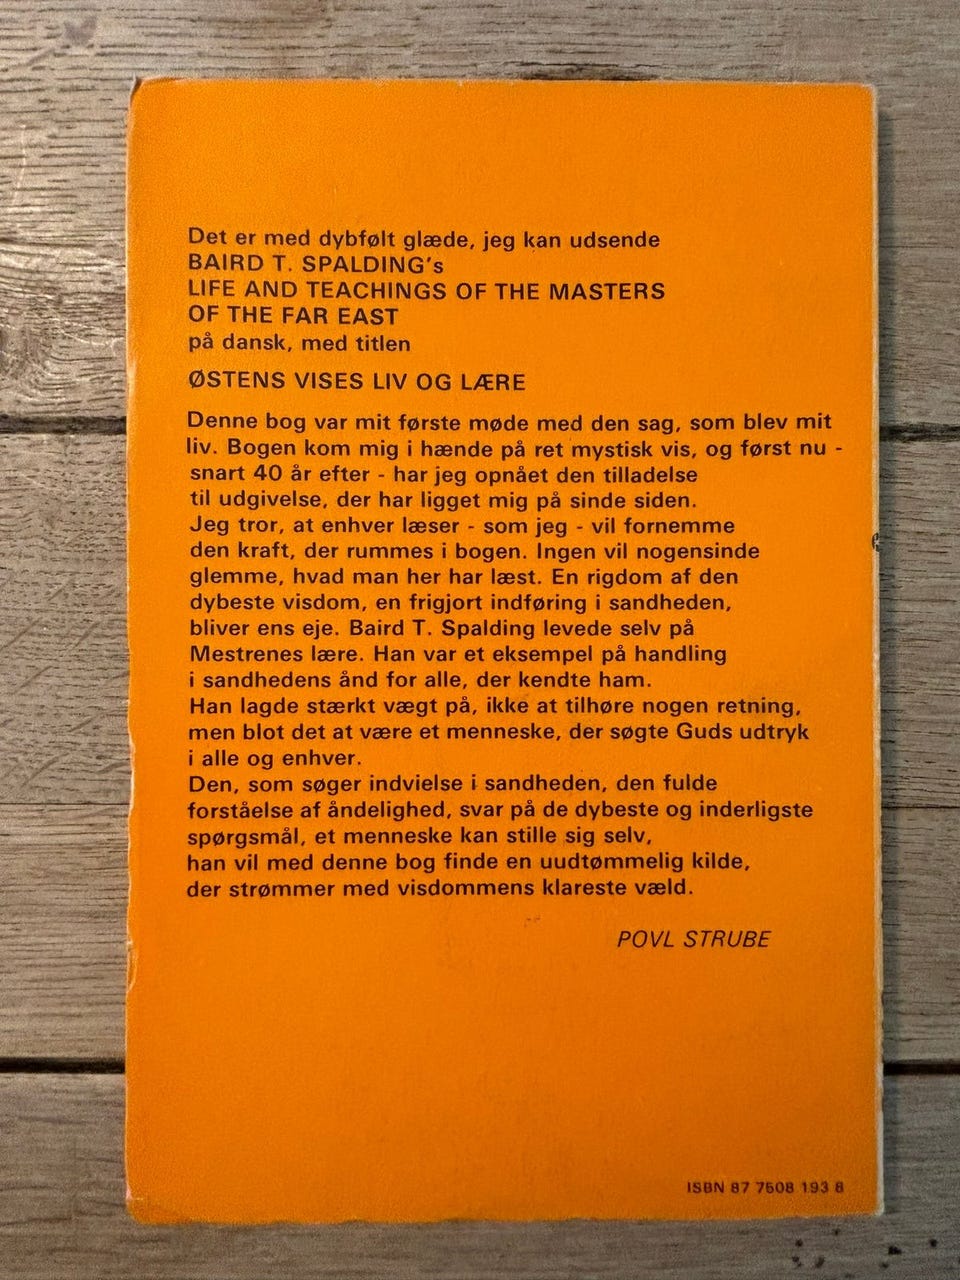 Det er med dybfølt glæde, jeg kan udsende
BAIRD T. SPALDING's
LIFE AND TEACHINGS OF THE MASTERS
OF THE FAR EAST
på dansk, med titlen
ØSTENS VISES LIV OG LÆRE
Denne bog var mit første møde med den sag, som blev mit
liv. Bogen kom mig i hænde på ret mystisk vis, og først nu -
snart 40 år efter - har jeg opnået den tilladelse
til udgivelse, der har ligget mig på sinde siden.
Jeg tror, at enhver læser - som jeg - vil fornemme
den kraft, der rummes i bogen. Ingen vil nogensinde
glemme, hvad man her har læst. En rigdom af den
dybeste visdom, en frigjort indføring i sandheden,
bliver ens eje. Baird T. Spalding levede selv på
Mestrenes lære. Han var et eksempel på handling
i sandhedens ånd for alle, der kendte ham.
Han lagde stærkt vægt på, ikke at tilhøre nogen retning,
men blot det at være et menneske, der søgte Guds udtryk
i alle og enhver.
Den, som søger indvielse i sandheden, den fulde
forståelse af åndelighed, svar på de dybeste og inderligste
spørgsmål, et menneske kan stille sig selv,
han vil med denne bog finde en uudtømmelig kilde,
der strømmer med visdommens klareste væld.
POVL STRUBE
ISBN 87 7508 193 8